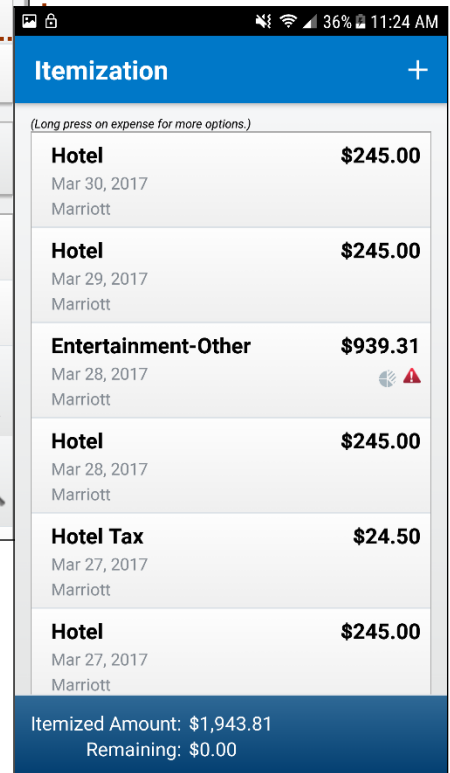 36% 11:24 AM
Itemization +
(Long press on expense for more options.)
Hotel $245.00
Mar 30, 2017
Marriott
Hotel $245.00
Mar 29, 2017
Marriott
Entertainment-Other $939.31
Mar 28, 2017
Marriott
Hotel $245.00
Mar 28, 2017
Marriott
Hotel Tax $24.50
Mar 27, 2017
Marriott
Hotel $245.00
Mar 27, 2017
Marriott
Itemized Amount: $1,943.81
Remaining: $0.00